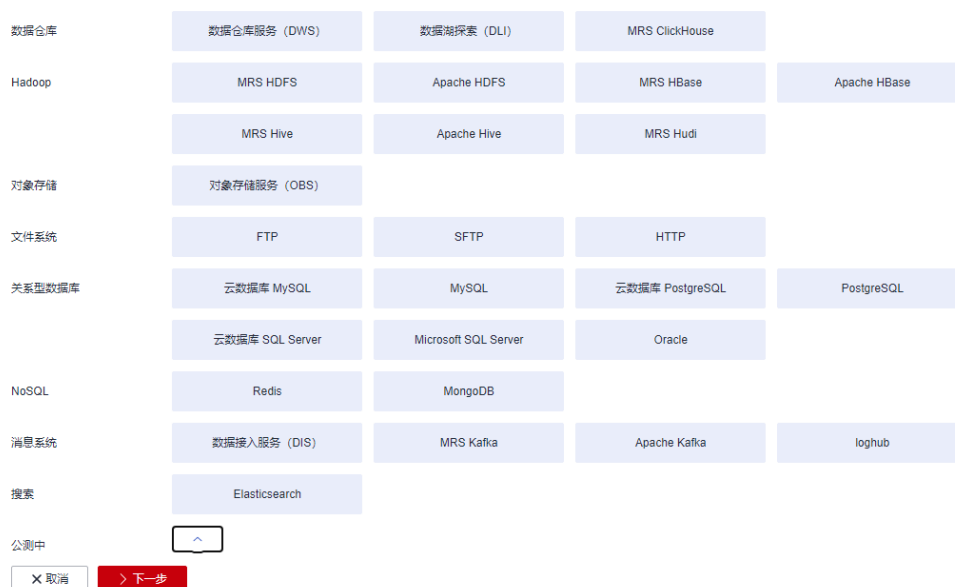 数据仓库 数据仓库服务（DWS） 数据湖探索（DLI） MRS ClickHouse
Hadoop MRS HDFS Apache HDFS MRS HBase Apache HBase
MRS Hive Apache Hive MRS Hudi
对象存储 对象存储服务（OBS）
文件系统 FTP SFTP HTTP
关系型数据库 云数据库 MySQL MySQL 云数据库 PostgreSQL PostgreSQL
云数据库 SQL Server Microsoft SQL Server Oracle
NoSQL Redis MongoDB
消息系统 数据接入服务（DIS） MRS Kafka Apache Kafka loghub
搜索 Elasticsearch
公测中
取消 下一步